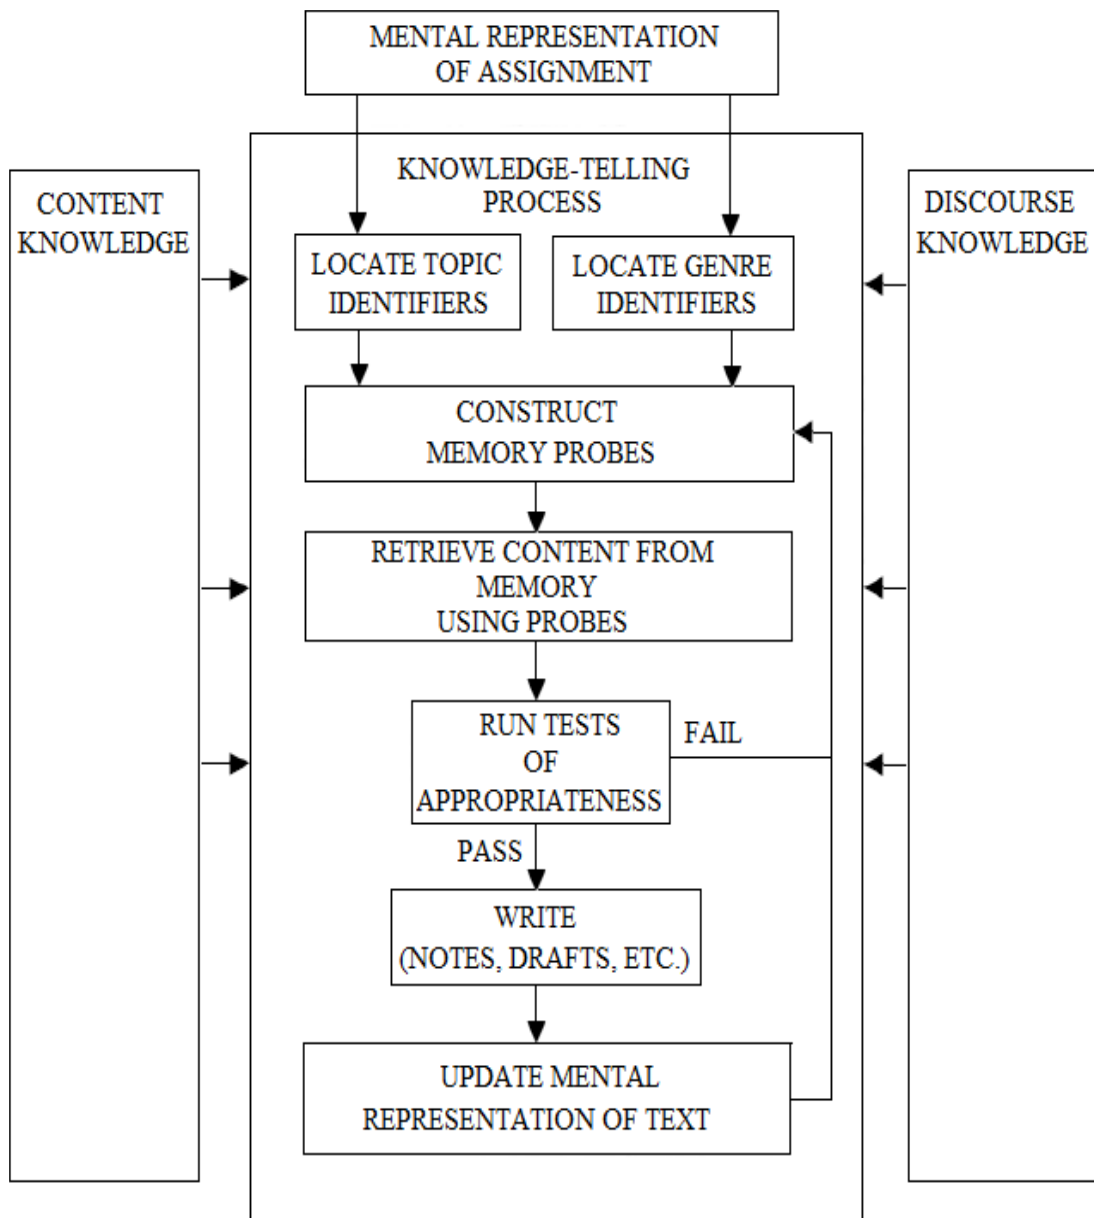 MENTAL REPRESENTATION
OF ASSIGNMENT
KNOWLEDGE-TELLING
PROCESS
CONTENT
KNOWLEDGE
DISCOURSE
KNOWLEDGE
LOCATE TOPIC
IDENTIFIERS
LOCATE GENRE
IDENTIFIERS
CONSTRUCT
MEMORY PROBES
RETRIEVE CONTENT FROM
MEMORY
USING PROBES
RUN TESTS
OF
APPROPRIATENESS
FAIL
PASS
WRITE
(NOTES, DRAFTS, ETC.)
UPDATE MENTAL
REPRESENTATION OF TEXT